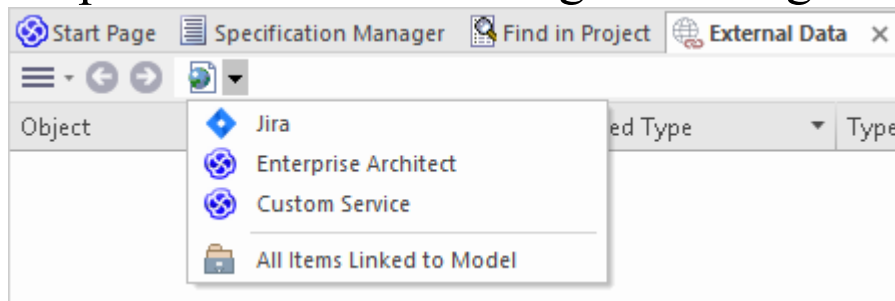 Start Page Specification Manager Find in Project External Data
Object ed Type Type
Jira
Enterprise Architect
Custom Service
All Items Linked to Model